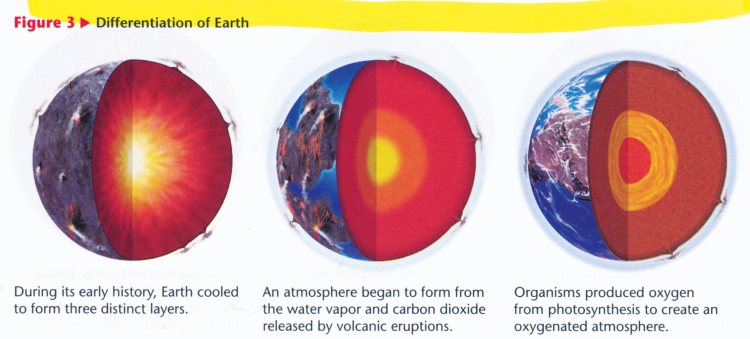 Figure 3 ▶ Differentiation of Earth
During its early history, Earth cooled
to form three distinct layers.
An atmosphere began to form from
the water vapor and carbon dioxide
released by volcanic eruptions.
Organisms produced oxygen
from photosynthesis to create an
oxygenated atmosphere.